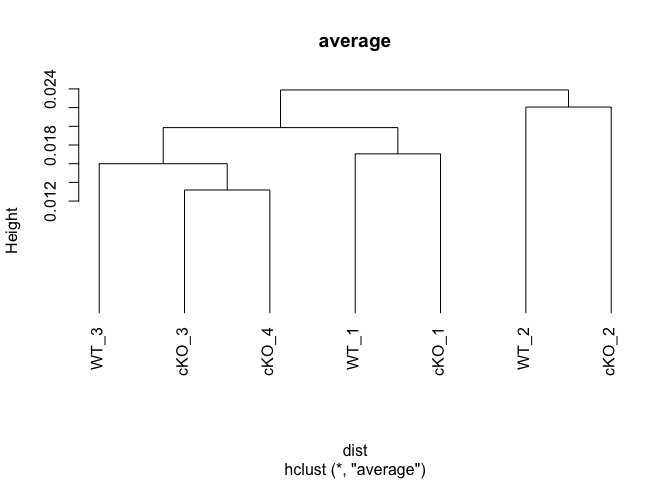 average
0.024
0.018
0.012
Height
WT_3
cKO_3
cKO_4
WT_1
cKO_1
WT_2
cKO_2
dist
hclust (*, "average")